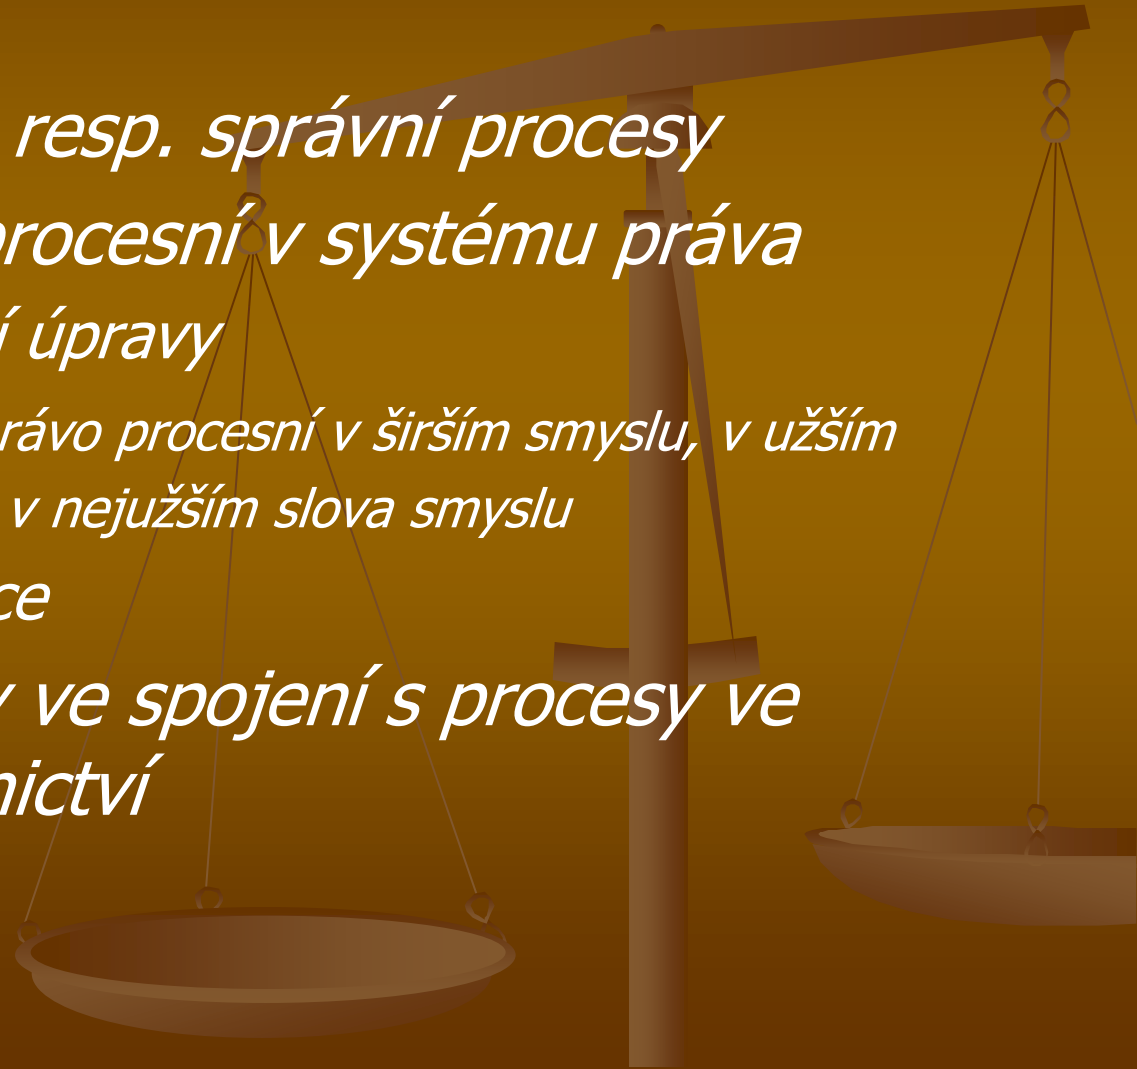 resp. správní procesy
procesní v systému práva
í úpravy
rávo procesní v širším smyslu, v užším
v nejužším slova smyslu
ce
ve spojení s procesy ve
nictví